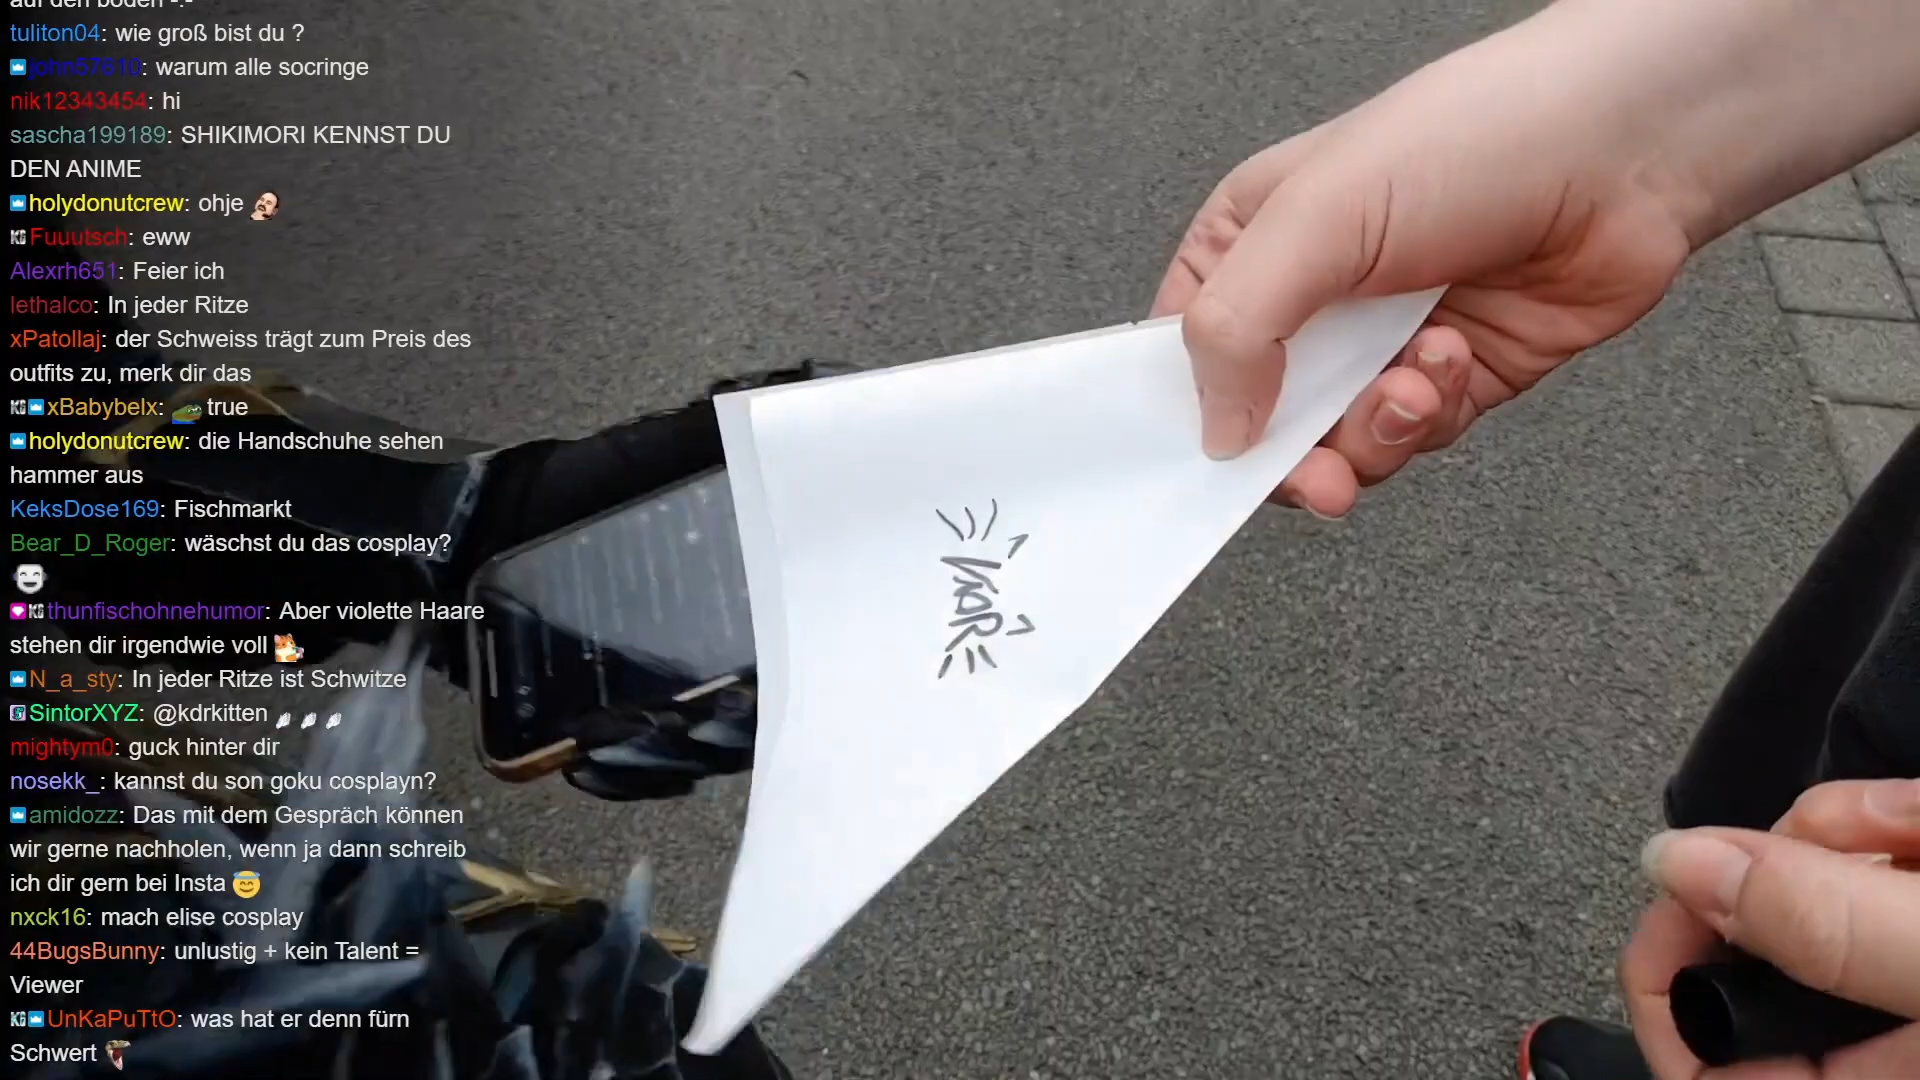 tuliton04: wie groß bist du ?
john57610: warum alle socringe
nik12343454: hi
sascha199189: SHIKIMORI KENNST DU
DEN ANIME
holydonutcrew: ohje
Fuuutsch: eww
Alexrh651: Feier ich
lethalco: In jeder Ritze
xPatollaj: der Schweiss trägt zum Preis des
outfits zu, merk dir das
xBabybelx: true
holydonutcrew: die Handschuhe sehen
hammer aus
KeksDose169: Fischmarkt
Bear_D_Roger: wäschst du das cosplay?
thunfischohnehumor: Aber violette Haare
stehen dir irgendwie voll
N_a_sty: In jeder Ritze ist Schwitze
SintorXYZ: @kdrkitten
mightym0: guck hinter dir
nosekk_: kannst du son goku cosplayn?
amidozz: Das mit dem Gespräch können
wir gerne nachholen, wenn ja dann schreib
ich dir gern bei Insta
nxck16: mach elise cosplay
44BugsBunny: unlustig + kein Talent =
Viewer
UnKaPuTtO: was hat er denn fürn
Schwert